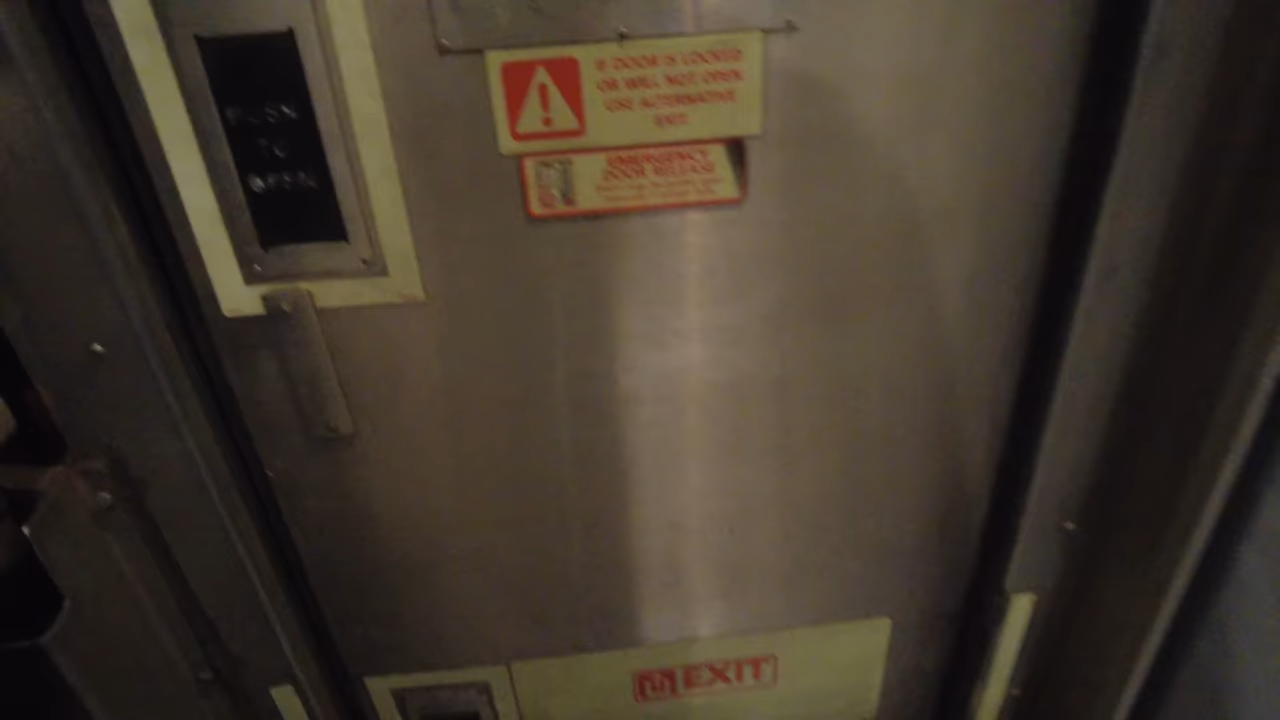 PUSH
TO
OPEN
IF DOOR IS LOCKED
OR WILL NOT OPEN
USE ALTERNATIVE
EXIT
EMERGENCY
DOOR RELEASE
EXIT